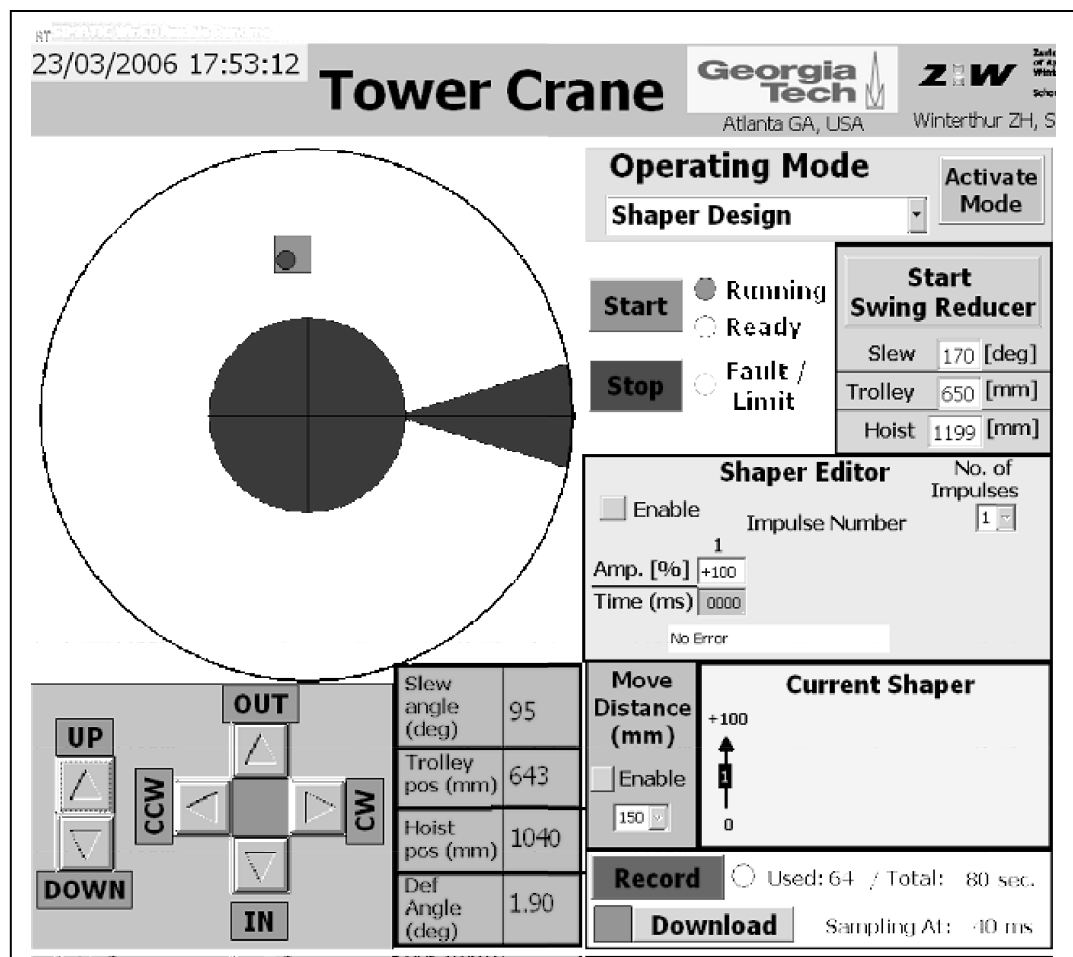 23/03/2006 17:53:12
Tower Crane
Georgia
Tech
Atlanta GA, USA
Winterthur ZH, S
Operating Mode
Shaper Design
Activate
Mode
Start
Running
Ready
Stop
Fault /
Limit
Start
Swing Reducer
Slew 170 [deg]
Trolley 650 [mm]
Hoist 1199 [mm]
Shaper Editor
No. of
Impulses
1
Enable
Impulse Number
1
Amp. [%] +100
Time (ms) 0000
No Error
UP
DOWN
OUT
CCW
CW
IN
Slew
angle
(deg)
95
Trolley
pos (mm)
643
Hoist
pos (mm)
1040
Def
Angle
(deg)
1.90
Move
Distance
(mm)
Enable
150
Current Shaper
+100
1
0
Record
Used: 64 / Total: 80 sec.
Download
Sampling At: 40 ms